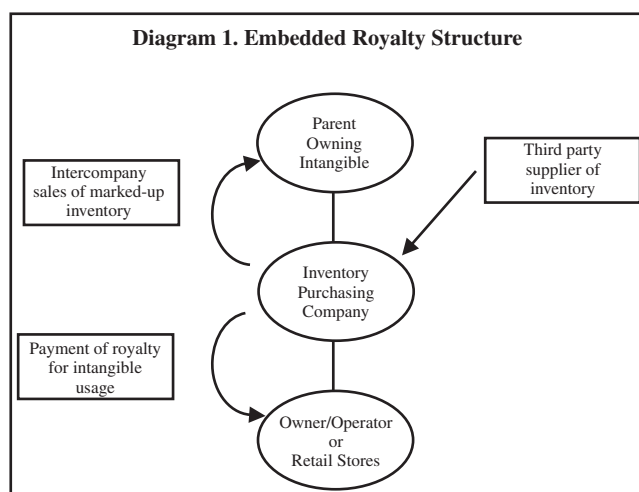 Diagram 1. Embedded Royalty Structure
Parent
Owning
Intangible
Intercompany
sales of marked-up
inventory
Third party
supplier of
inventory
Inventory
Purchasing
Company
Payment of royalty
for intangible
usage
Owner/Operator
or
Retail Stores